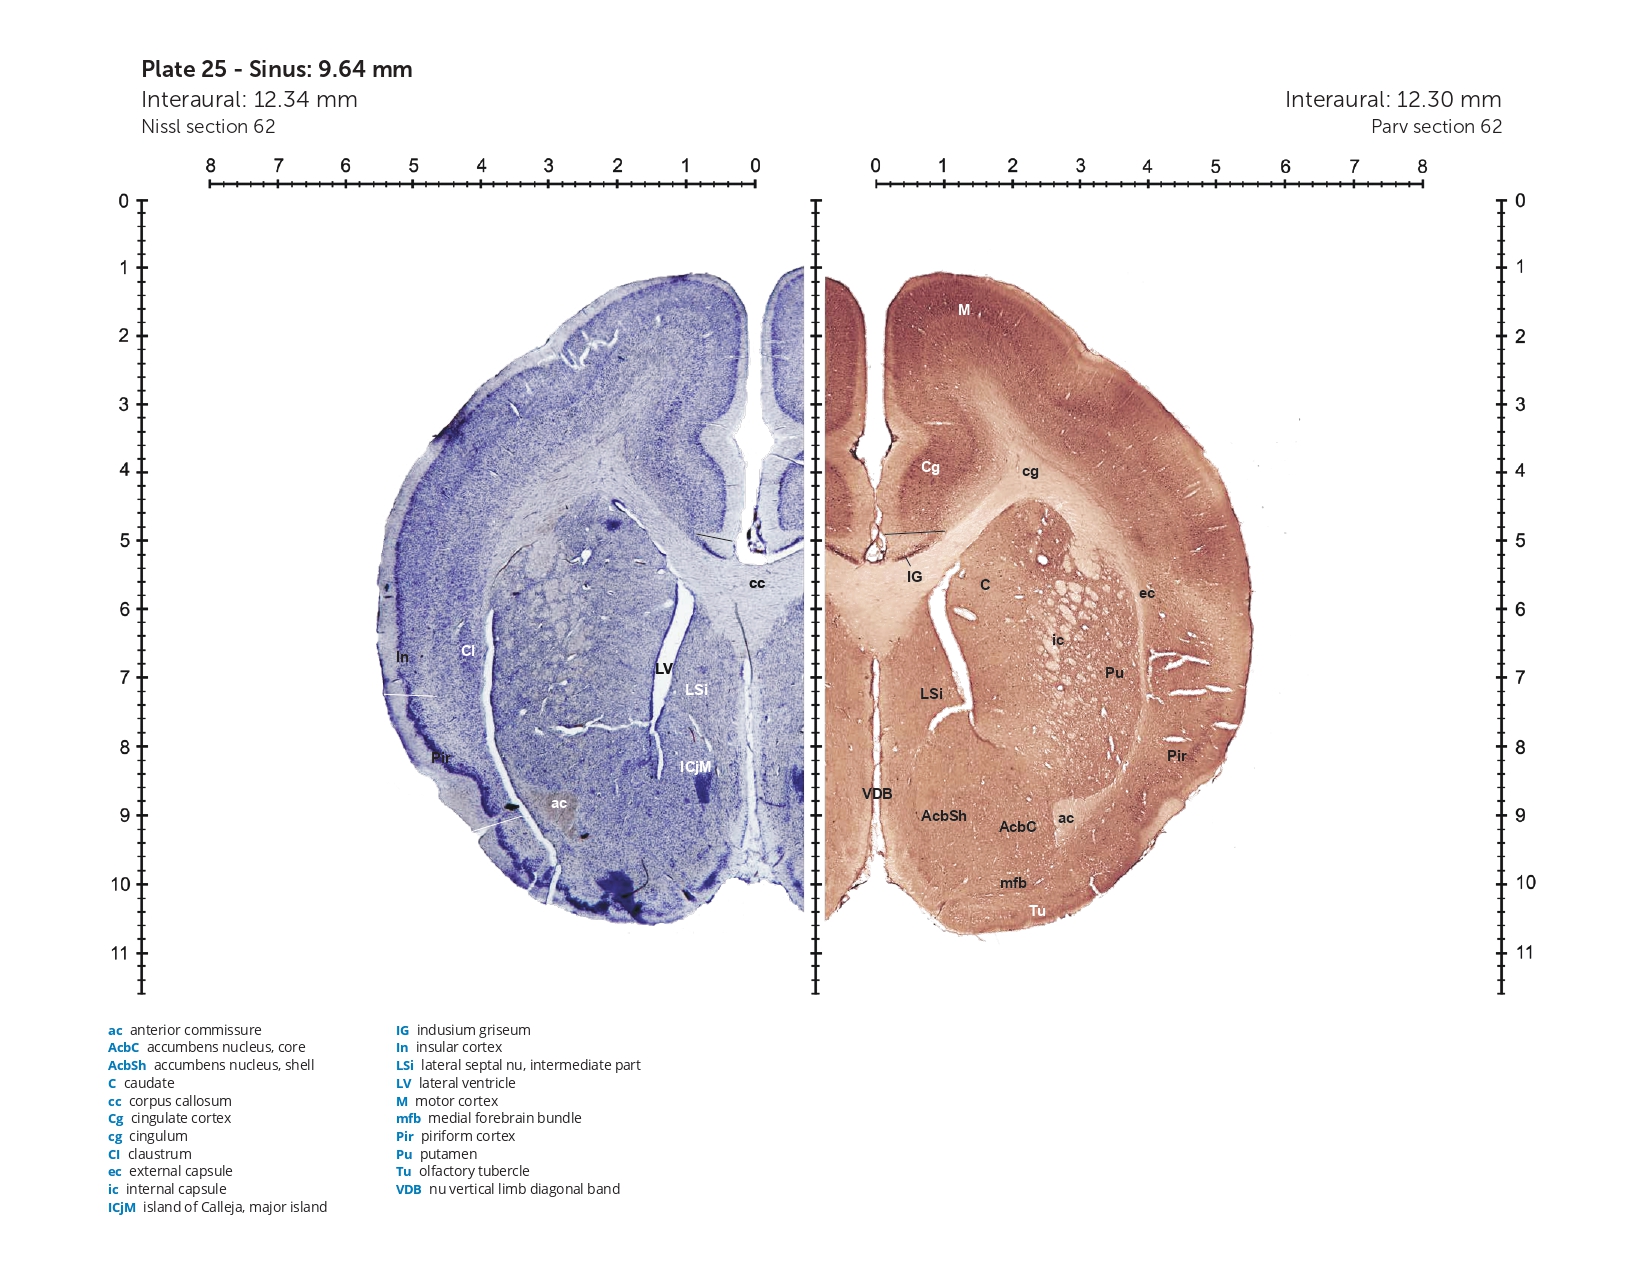 Plate 25 - Sinus: 9.64 mm
Interaural: 12.34 mm
Nissl section 62
Interaural: 12.30 mm
Parv section 62
8 7 6 5 4 3 2 1 0
0 1 2 3 4 5 6 7 8
0
1
2
3
4
5
6
7
8
9
10
11
0
1
2
3
4
5
6
7
8
9
10
11
cc
Cl
In
LV
LSi
Pir
ICjM
ac
M
Cg
cg
IG
C
ec
ic
Pu
LSi
Pir
VDB
AcbSh
AcbC
ac
mfb
Tu
ac anterior commissure
AcbC accumbens nucleus, core
AcbSh accumbens nucleus, shell
C caudate
cc corpus callosum
Cg cingulate cortex
cg cingulum
Cl claustrum
ec external capsule
ic internal capsule
ICjM island of Calleja, major island
IG indusium griseum
In insular cortex
LSi lateral septal nu, intermediate part
LV lateral ventricle
M motor cortex
mfb medial forebrain bundle
Pir piriform cortex
Pu putamen
Tu olfactory tubercle
VDB nu vertical limb diagonal band